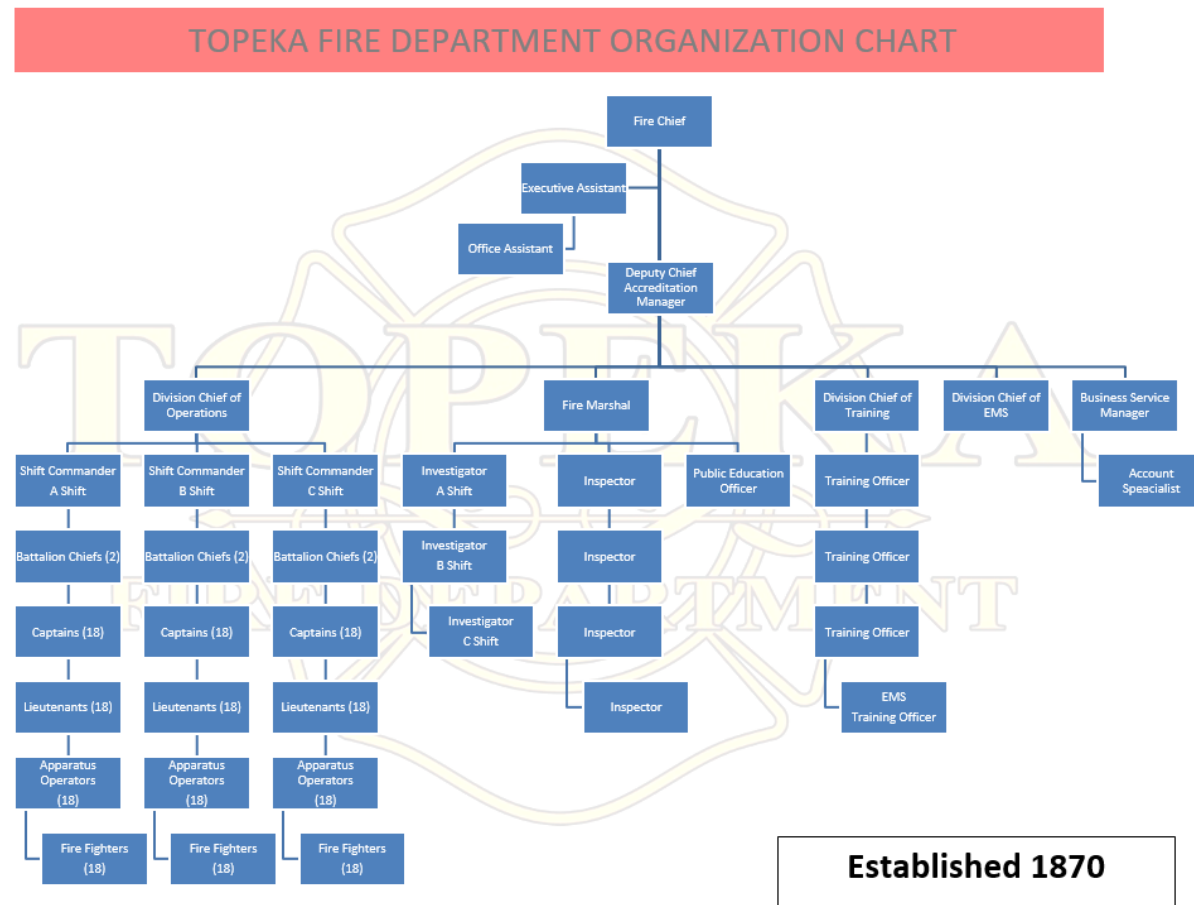 TOPEKA FIRE DEPARTMENT ORGANIZATION CHART
Fire Chief
Executive Assistant
Office Assistant
Deputy Chief
Accreditation
Manager
TOPEKA
FIRE DEPARTMENT
Division Chief of
Operations
Fire Marshal
Division Chief of
Training
Division Chief of
EMS
Business Service
Manager
Shift Commander
A Shift
Shift Commander
B Shift
Shift Commander
C Shift
Investigator
A Shift
Inspector
Public Education
Officer
Training Officer
Account
Speacialist
Battalion Chiefs (2)
Battalion Chiefs (2)
Battalion Chiefs (2)
Investigator
B Shift
Inspector
Training Officer
Captains (18)
Captains (18)
Captains (18)
Investigator
C Shift
Inspector
Training Officer
Lieutenants (18)
Lieutenants (18)
Lieutenants (18)
Inspector
EMS
Training Officer
Apparatus
Operators
(18)
Apparatus
Operators
(18)
Apparatus
Operators
(18)
Fire Fighters
(18)
Fire Fighters
(18)
Fire Fighters
(18)
Established 1870